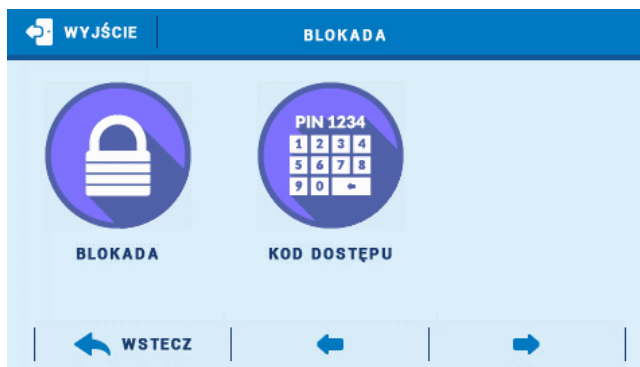 WYJŚCIE
BLOKADA
PIN 1234
1 2 3 4
5 6 7 8
9 0
BLOKADA
KOD DOSTĘPU
WSTECZ